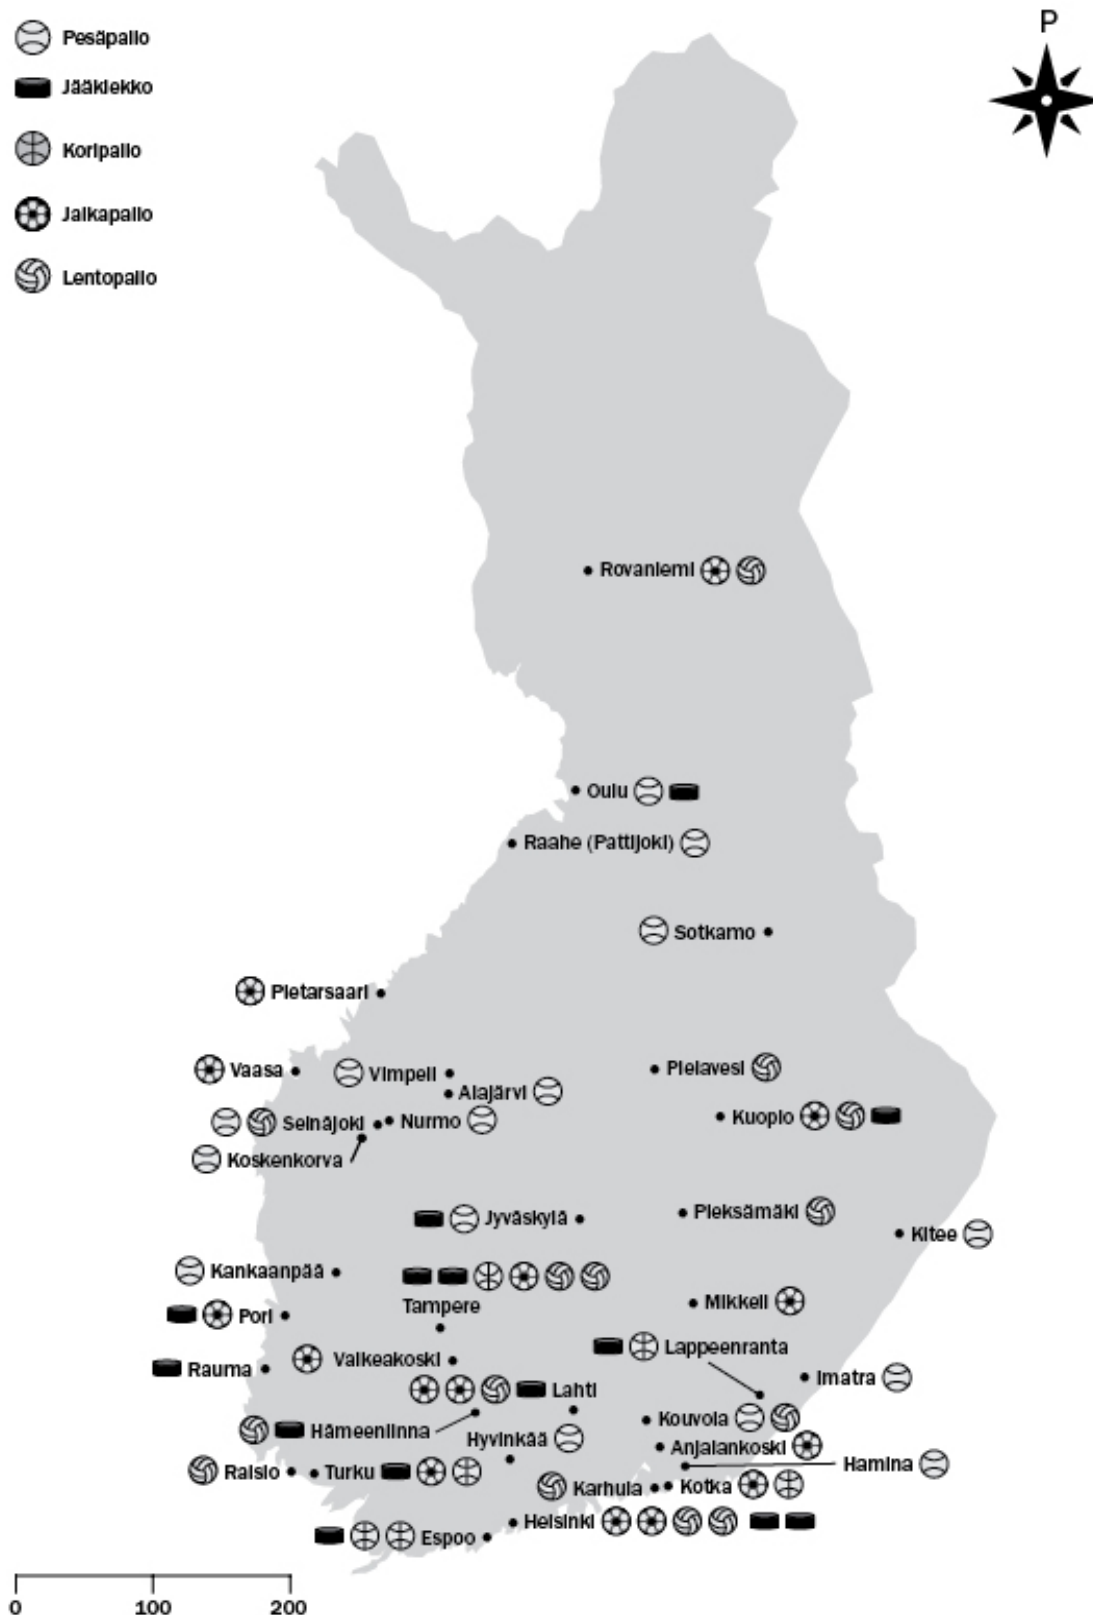 P
Pesäpallo
Jääkiekko
Koripallo
Jalkapallo
Lentopallo
Rovaniemi
Oulu
Raahe (Pattijoki)
Sotkamo
Pietarsaari
Vaasa
Vimpeli
Pielavesi
Alajärvi
Seinäjoki
Nurmo
Kuopio
Koskenkorva
Jyväskylä
Pieksämäki
Kitee
Kankaanpää
Tampere
Mikkeli
Pori
Lappeenranta
Valkeakoski
Rauma
Imatra
Lahti
Kouvola
Hämeenlinna
Hyvinkää
Anjalankoski
Hamina
Raisio
Turku
Karhula
Kotka
Helsinki
Espoo
0 100 200